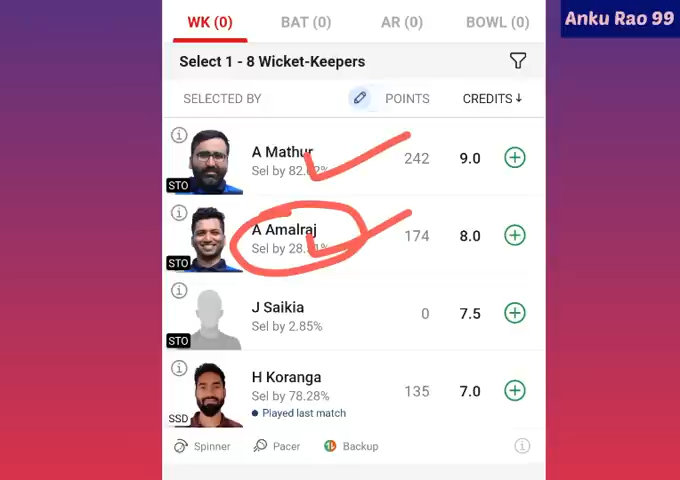 WK (0) BAT (0) AR (0) BOWL (0)
Anku Rao 99
Select 1 - 8 Wicket-Keepers
SELECTED BY POINTS CREDITS↓
A Mathur
242 9.0
Sel by 82. %
STO
A Amalraj
174 8.0
Sel by 28. 1%
STO
J Saikia
0 7.5
Sel by 2.85%
STO
H Koranga
135 7.0
Sel by 78.28%
Played last match
SSD
Spinner Pacer Backup